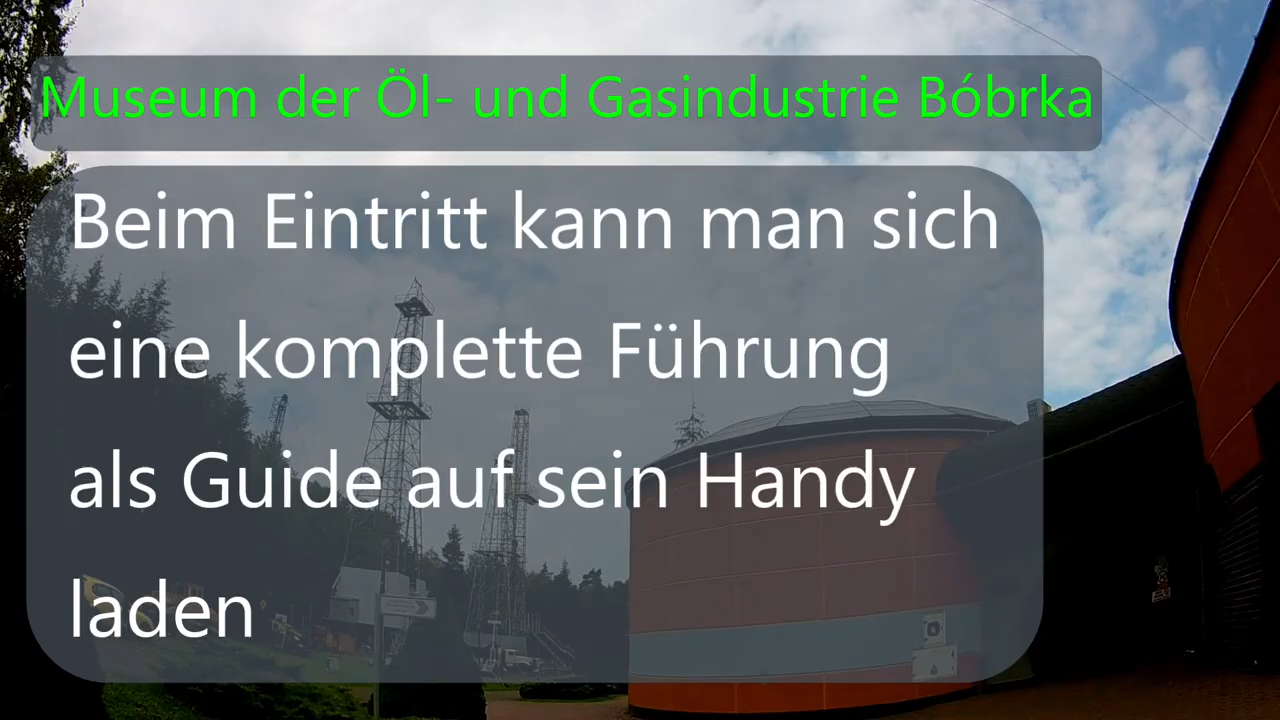 Museum der Öl- und Gasindustrie Bóbrka
Beim Eintritt kann man sich
eine komplette Führung
als Guide auf sein Handy
laden